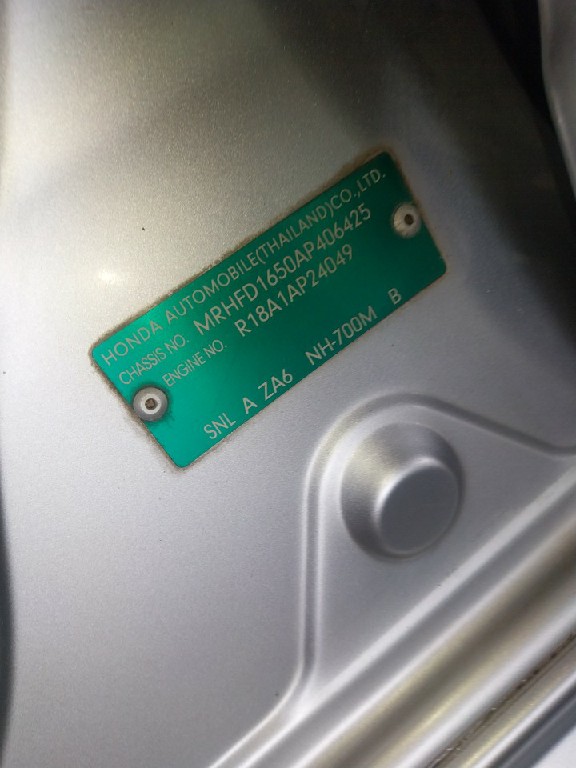 HONDA AUTOMOBILE(THAILAND)CO.,LTD.
CHASSIS NO. MRHFD1650AP406425
ENGINE NO. R18A1AP24049
SNL A ZA6 NH-700M B